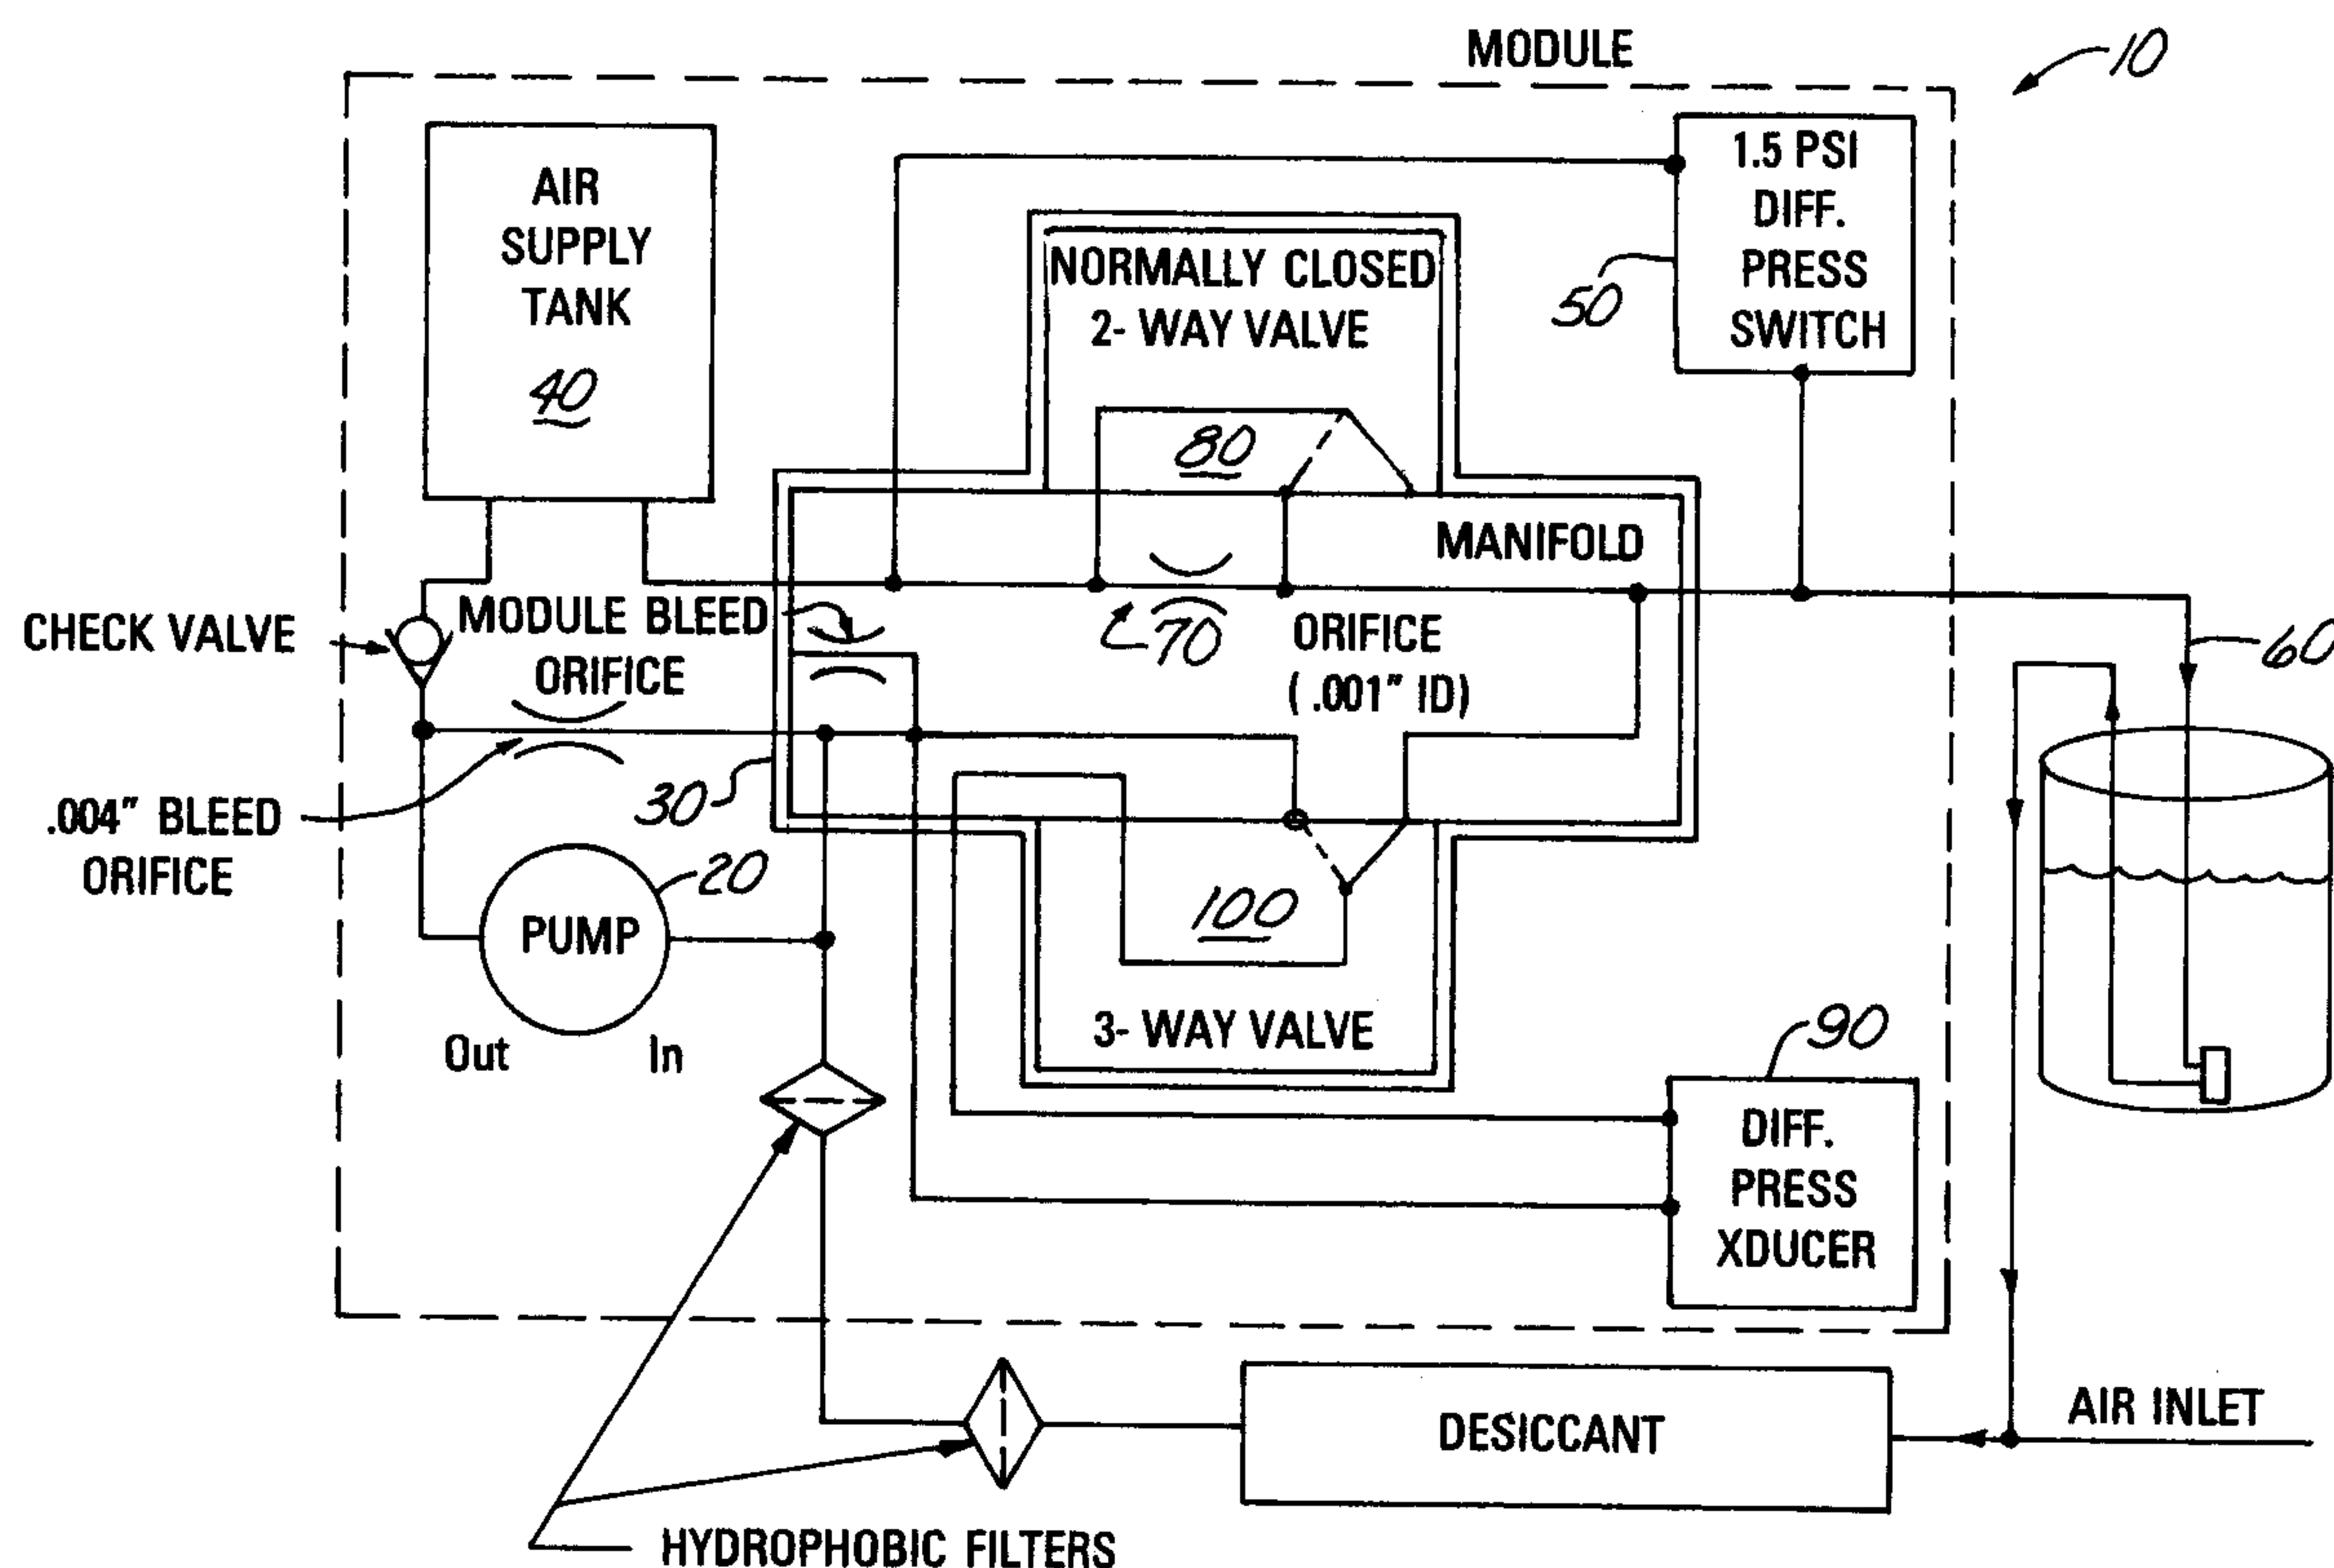 MODULE
10
AIR
SUPPLY
TANK
40
1.5 PSI
DIFF.
PRESS
SWITCH
50
NORMALLY CLOSED
2- WAY VALVE
80
MANIFOLD
CHECK VALVE
MODULE BLEED
ORIFICE
70
ORIFICE
( .001" ID)
60
.004" BLEED
ORIFICE
30
PUMP
20
Out
In
100
3- WAY VALVE
90
DIFF.
PRESS
XDUCER
DESICCANT
AIR INLET
HYDROPHOBIC FILTERS